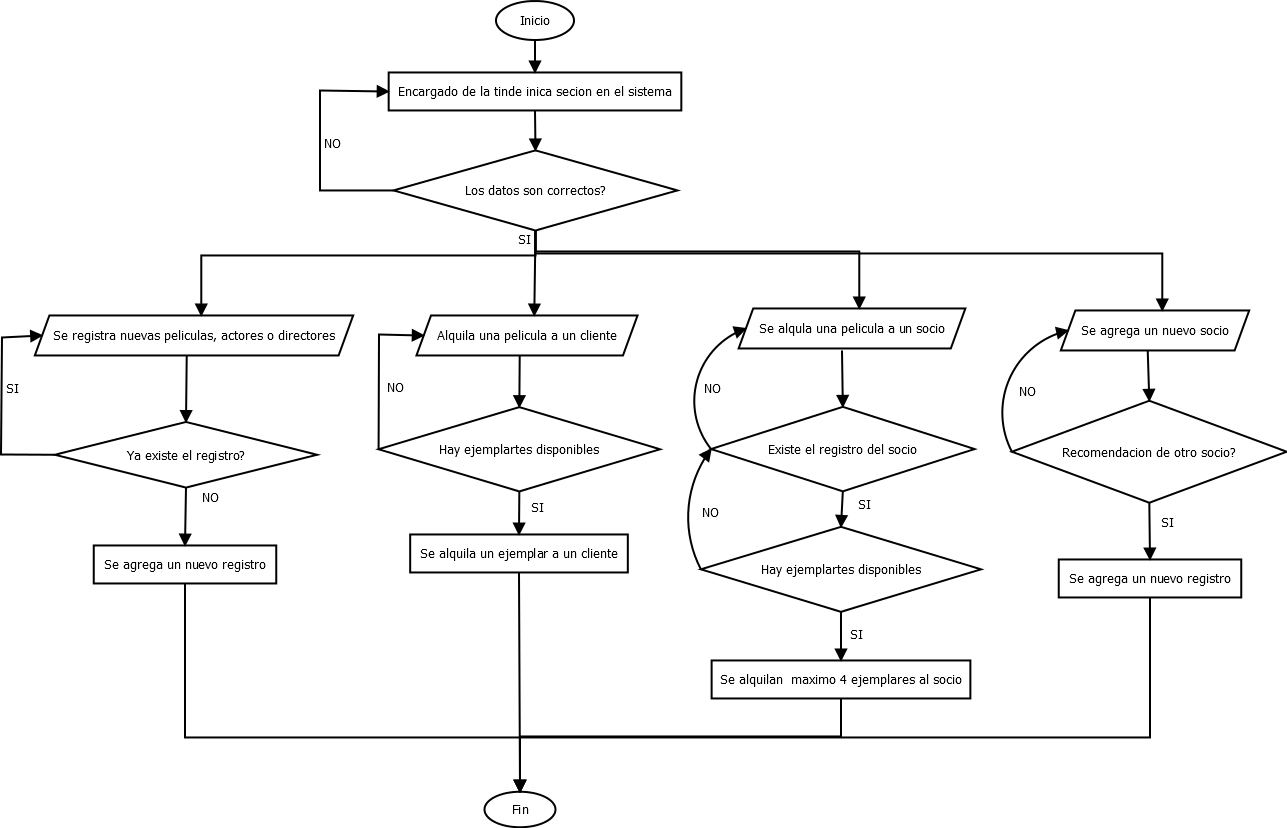 Inicio
Encargado de la tinde inica secion en el sistema
NO
Los datos son correctos?
SI
Se registra nuevas peliculas, actores o directores
Alquila una pelicula a un cliente
Se alqula una pelicula a un socio
Se agrega un nuevo socio
SI
NO
NO
NO
Ya existe el registro?
Hay ejemplartes disponibles
Existe el registro del socio
Recomendacion de otro socio?
NO
SI
SI
SI
NO
Se agrega un nuevo registro
Se alquila un ejemplar a un cliente
Hay ejemplartes disponibles
Se agrega un nuevo registro
SI
Se alquilan  maximo 4 ejemplares al socio
Fin